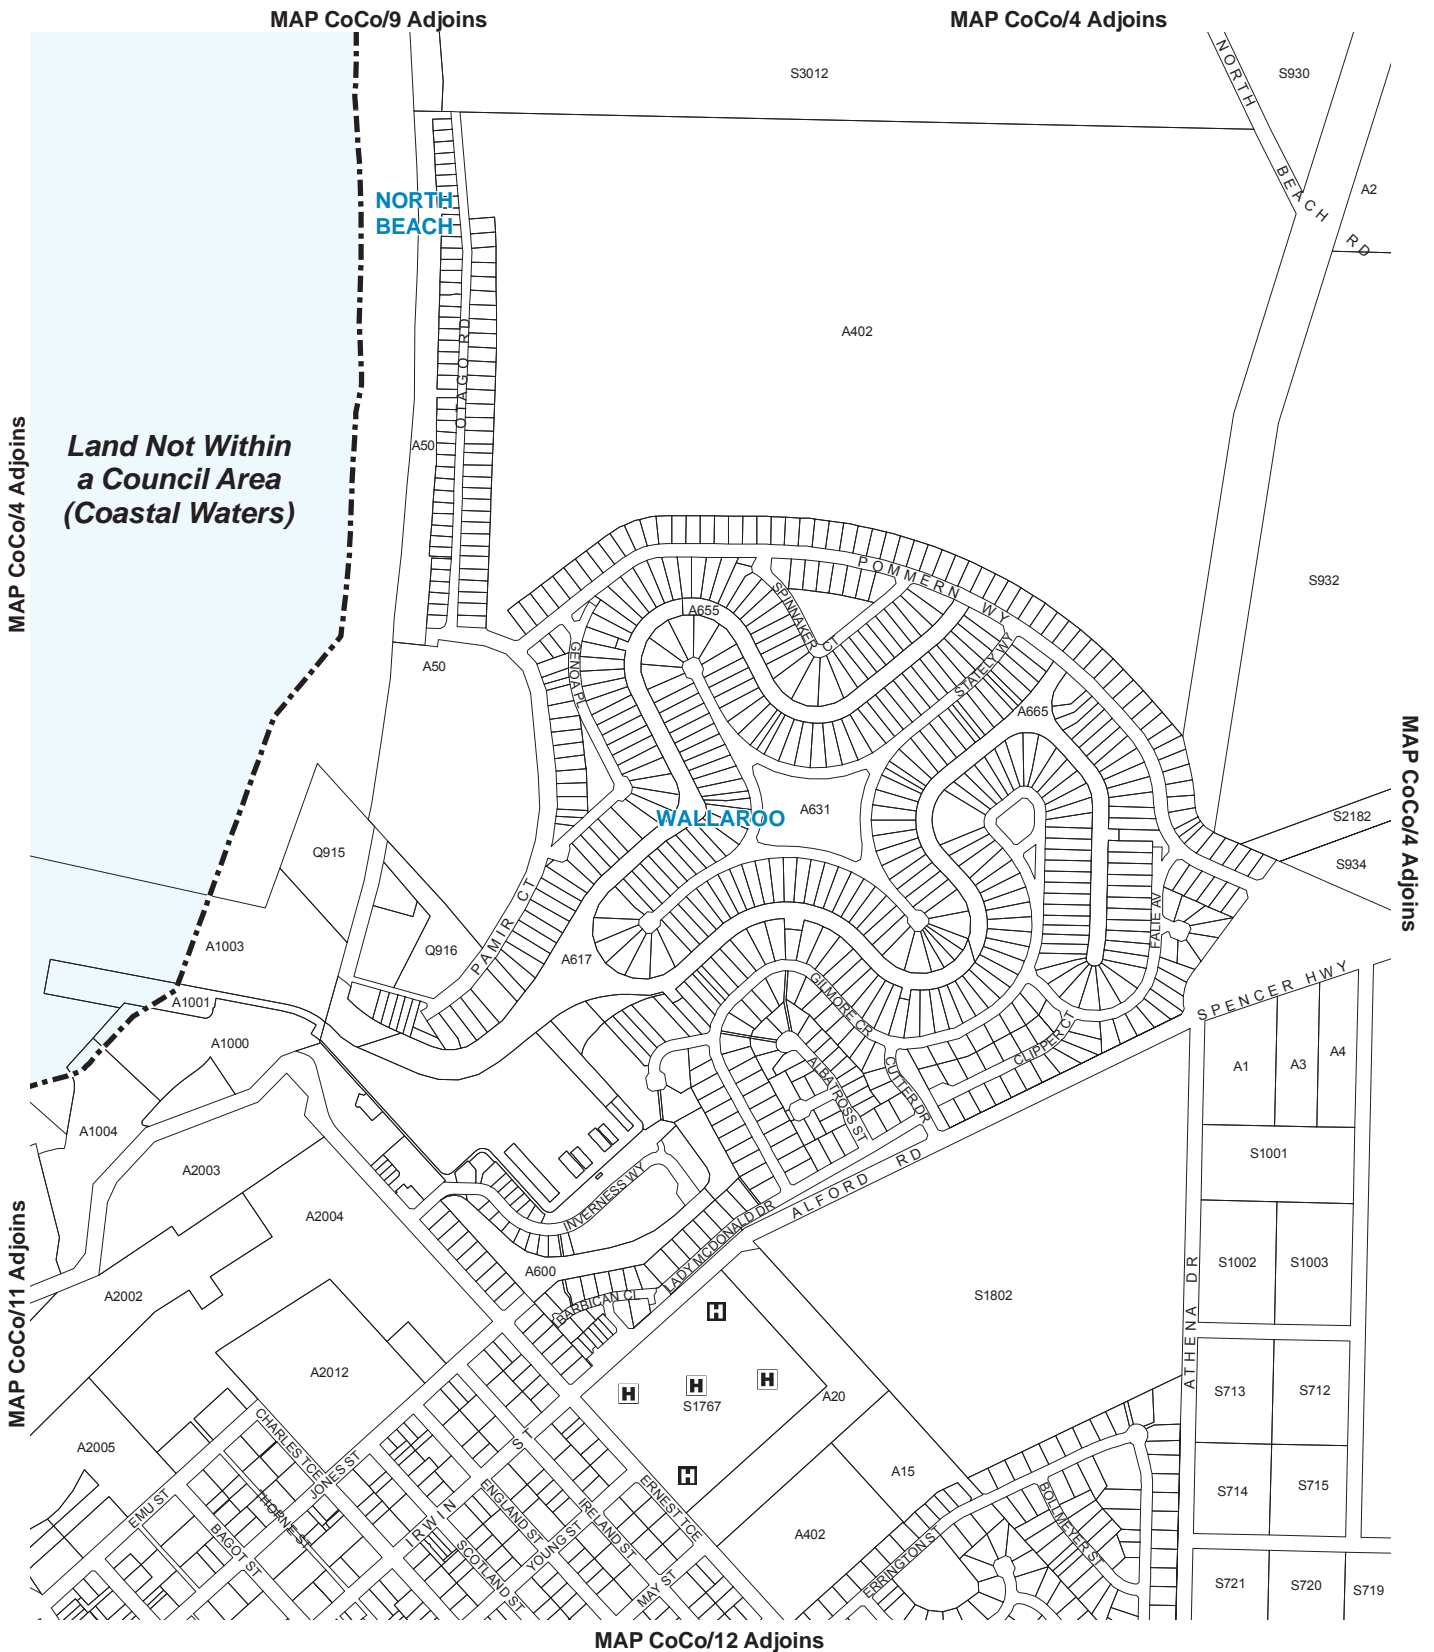 MAP CoCo/9 Adjoins
MAP CoCo/4 Adjoins
S3012
NORTH BEACH RD
S930
A2
NORTH
BEACH
A402
OTAGO RD
MAP CoCo/4 Adjoins
Land Not Within
a Council Area
(Coastal Waters)
A50
POMMERN WY
S932
SPINNAKER CT
A655
GENOA PL
STATELY WY
A50
A665
MAP CoCo/4 Adjoins
WALLAROO
A631
S2182
S934
Q915
PAMIR CT
FALIE AV
A1003
Q916
A617
GILMORE CR
SPENCER HWY
A1001
A1000
CLIPPER CT
A1
A3
A4
ALBATROSS ST
CUTTER DR
A1004
A2003
S1001
ALFORD RD
INVERNESS WY
LADY MCDONALD DR
A2004
MAP CoCo/11 Adjoins
A600
S1002
S1003
A2002
BARBICAN CL
S1802
ATHENA DR
H
A2012
H
H
H
S1767
A20
S713
S712
CHARLES TCE
A2005
JONES ST
IRWIN ST
ERNEST TCE
H
A15
S714
S715
EMU ST
THORNE ST
BAGOT ST
ENGLAND ST
IRELAND ST
YOUNG ST
SCOTLAND ST
MAY ST
A402
ERRINGTON ST
BOLLMEYER ST
S721
S720
S719
MAP CoCo/12 Adjoins